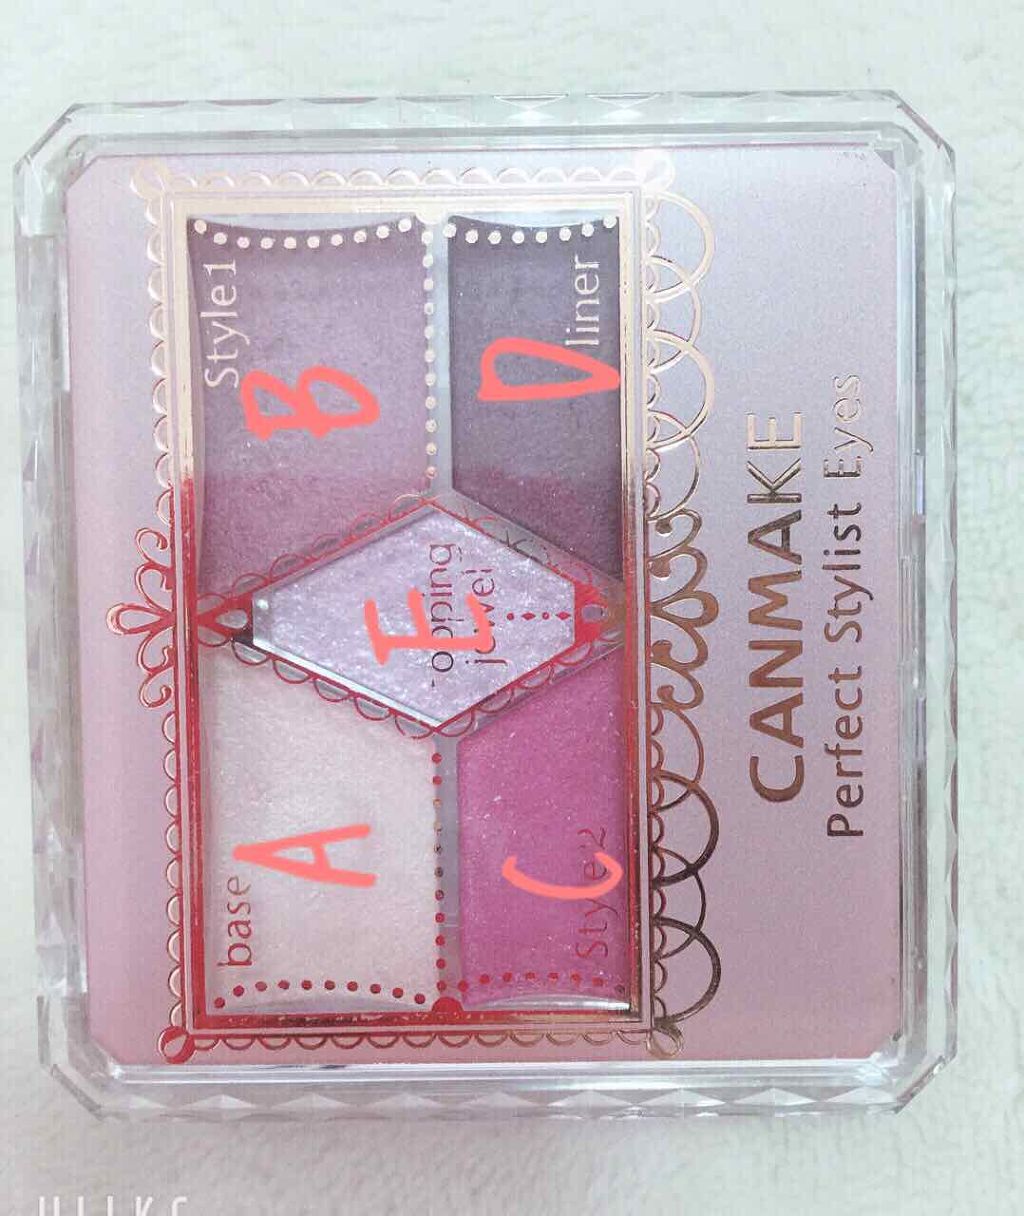 base
Style1
A
B
topping
jewel
E
Style2
liner
C
D
CANMAKE
Perfect Stylist Eyes